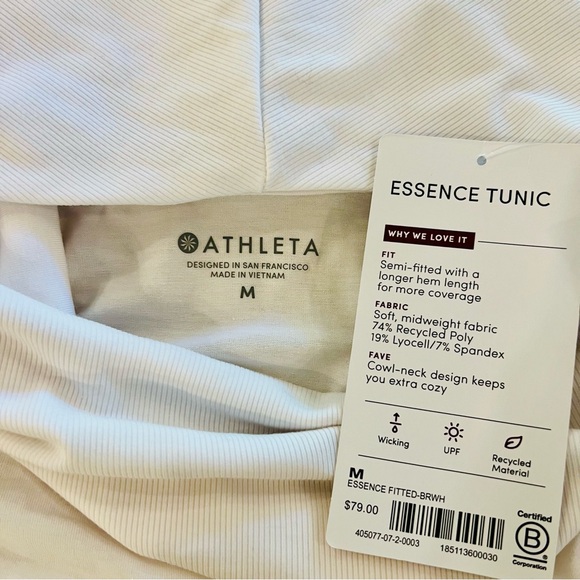 ATHLETA
DESIGNED IN SAN FRANCISCO
MADE IN VIETNAM
M
ESSENCE TUNIC
WHY WE LOVE IT
FIT
Semi-fitted with a
longer hem length
for more coverage
FABRIC
Soft, midweight fabric
74% Recycled Poly
19% Lyocell/7% Spandex
FAVE
Cowl-neck design keeps
you extra cozy
Wicking
UPF
Recycled
Material
M
ESSENCE FITTED-BRWH
$79.00
405077-07-2-0003
185113600030
Certified
B
Corporation